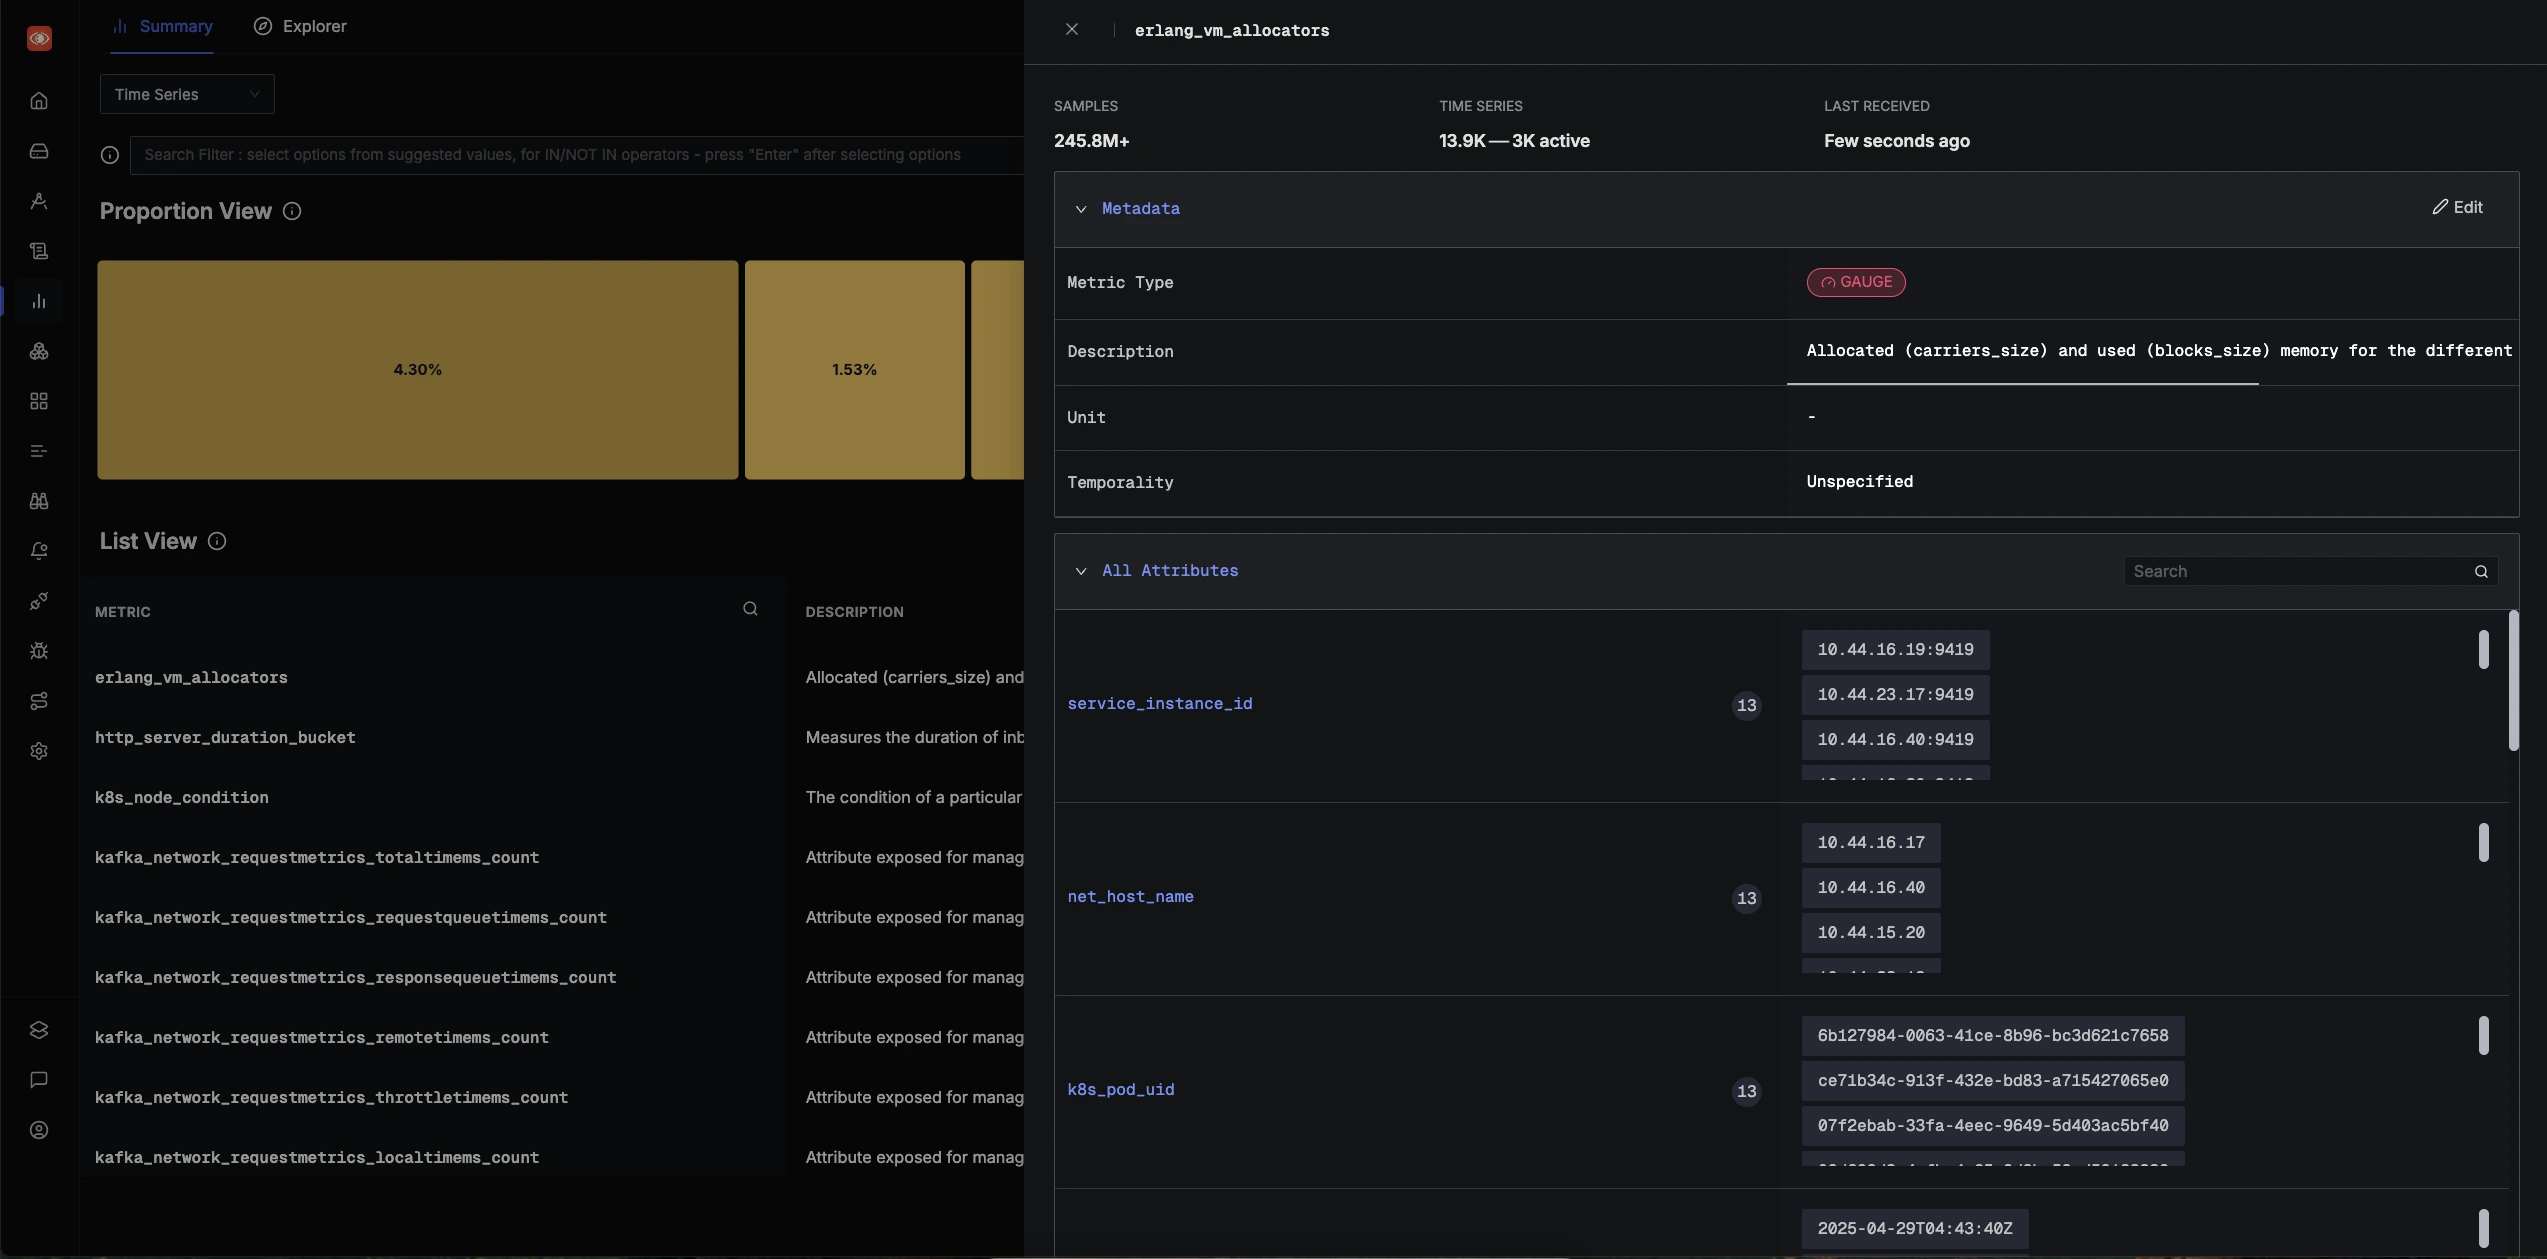 Summary
Explorer
Time Series
Search Filter : select options from suggested values, for IN/NOT IN operators - press "Enter" after selecting options
Proportion View
4.30%
1.53%
List View
METRIC
DESCRIPTION
erlang_vm_allocators
Allocated (carriers_size) and
http_server_duration_bucket
Measures the duration of inb
k8s_node_condition
The condition of a particular
kafka_network_requestmetrics_totaltimems_count
Attribute exposed for manag
kafka_network_requestmetrics_requestqueuetimems_count
Attribute exposed for manag
kafka_network_requestmetrics_responsequeuetimems_count
Attribute exposed for manag
kafka_network_requestmetrics_remotetimems_count
Attribute exposed for manag
kafka_network_requestmetrics_throttletimems_count
Attribute exposed for manag
kafka_network_requestmetrics_localtimems_count
Attribute exposed for manag
erlang_vm_allocators
SAMPLES
TIME SERIES
LAST RECEIVED
245.8M+
13.9K — 3K active
Few seconds ago
Metadata
Edit
Metric Type
GAUGE
Description
Allocated (carriers_size) and used (blocks_size) memory for the different
Unit
-
Temporality
Unspecified
All Attributes
Search
service_instance_id
13
10.44.16.19:9419
10.44.23.17:9419
10.44.16.40:9419
net_host_name
13
10.44.16.17
10.44.16.40
10.44.15.20
k8s_pod_uid
13
6b127984-0063-41ce-8b96-bc3d621c7658
ce71b34c-913f-432e-bd83-a715427065e0
07f2ebab-33fa-4eec-9649-5d403ac5bf40
2025-04-29T04:43:40Z